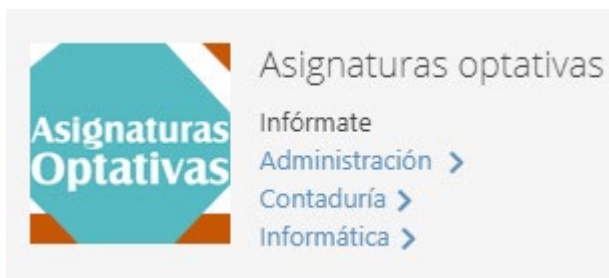 Asignaturas
Optativas
Asignaturas optativas
Infórmate
Administración
Contaduría
Informática